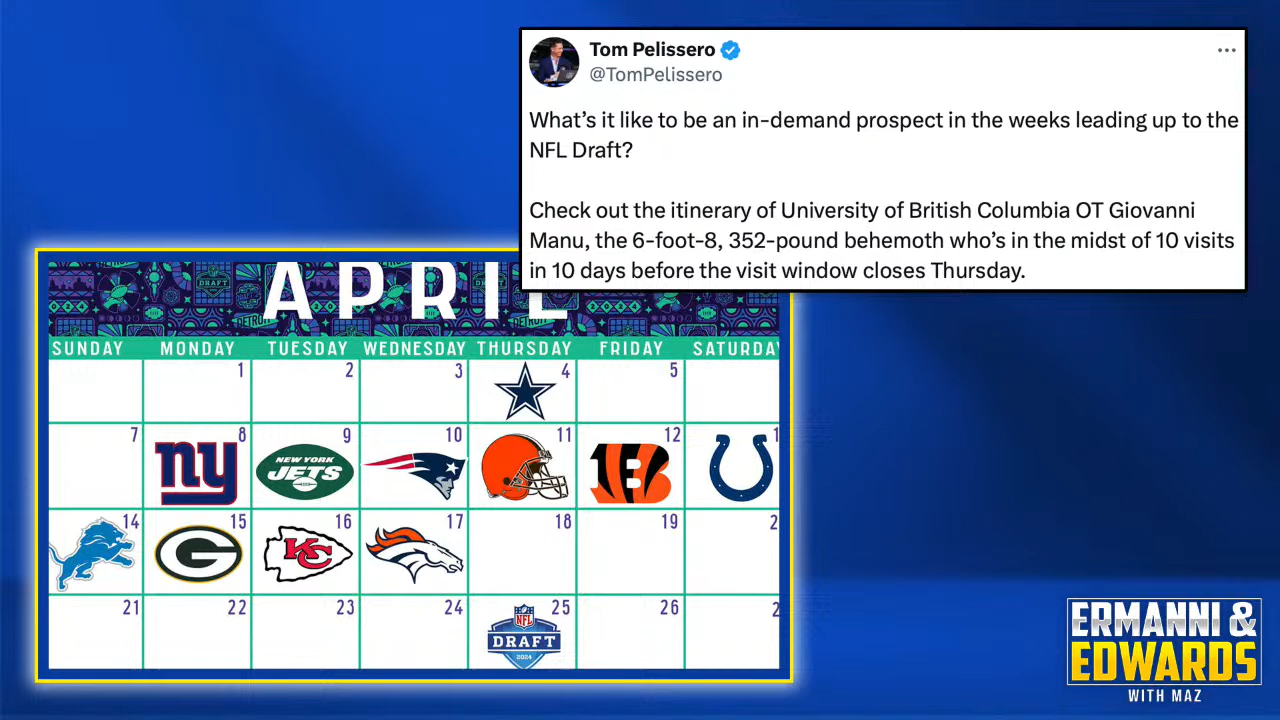 Tom Pelissero
@TomPelissero
What's it like to be an in-demand prospect in the weeks leading up to the
NFL Draft?
Check out the itinerary of University of British Columbia OT Giovanni
Manu, the 6-foot-8, 352-pound behemoth who's in the midst of 10 visits
in 10 days before the visit window closes Thursday.
APRIL
SUNDAY MONDAY TUESDAY WEDNESDAY THURSDAY FRIDAY SATURDAY
1 2 3 4 5
7 8 9 10 11 12 1
ny NEW YORK JETS B
14 15 16 17 18 19 2
G KC
21 22 23 24 25 26 2
NFL
DRAFT
2024
ERMANNI &
EDWARDS
WITH MAZ